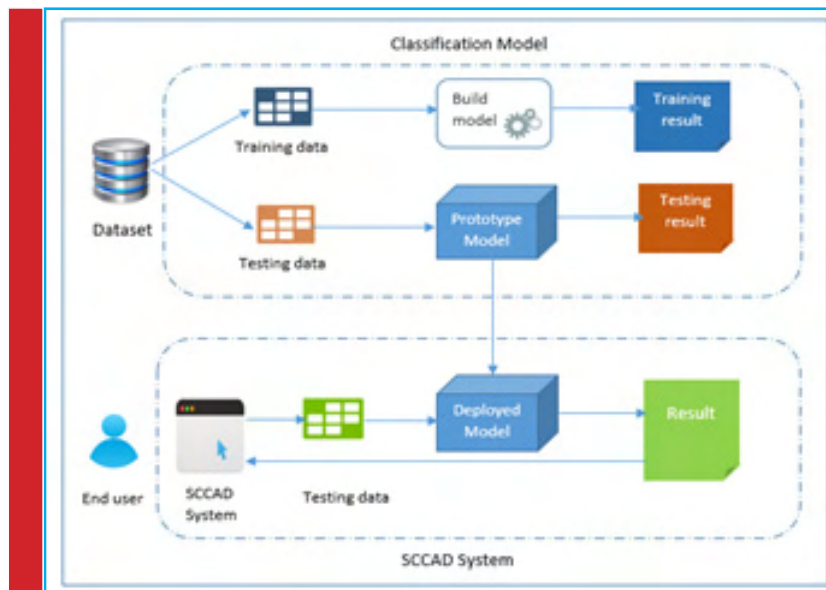 Classification Model
Build
model
Training
result
Training data
Dataset
Prototype
Model
Testing
result
Testing data
Deployed
Model
Result
End user
SCCAD
System
Testing data
SCCAD System